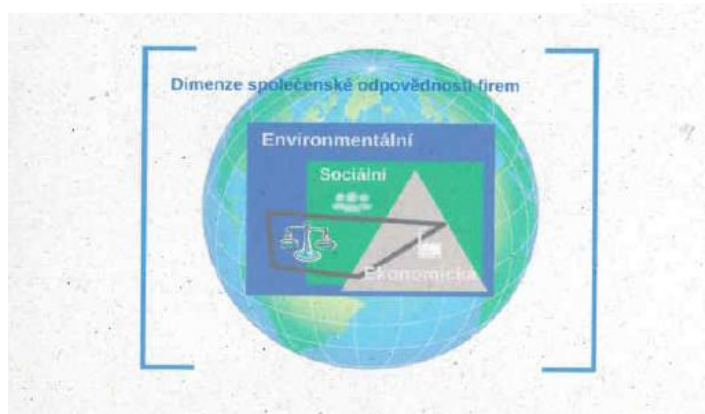 Dimenze společenské odpovědnosti firem
Environmentální
Sociální
Ekonomická